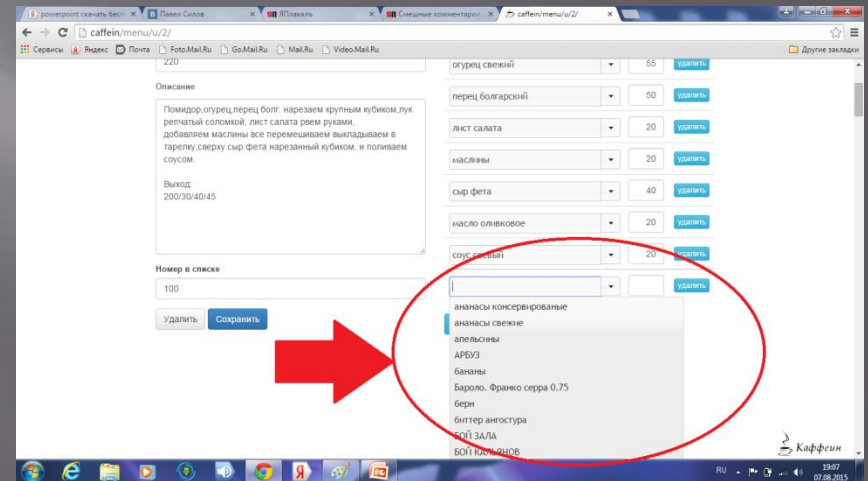 powerpoint скачать бесп
Павел Силов
ЯПлакалъ
Смешные комментарии
caffein/menu/u/2/
caffein/menu/u/2/
Сервисы
Яндекс
Почта
Foto.Mail.Ru
Go.Mail.Ru
Mail.Ru
Video.Mail.Ru
Другие закладки
220
Описание
Помидор,огурец,перец болг. нарезаем крупным кубиком,лук
репчатый соломкой, лист салата рвем руками,
добавляем маслины все перемешиваем выкладываем в
тарелку,сверху сыр фета нарезанный кубиком, и поливаем
соусом.
Выход:
200/30/40/45
Номер в списке
100
Удалить
Сохранить
огурец свежий 55 удалить
перец болгарский 50 удалить
лист салата 20 удалить
маслины 20 удалить
сыр фета 40 удалить
масло оливковое 20 удалить
соус соевый 20 удалить
удалить
ананасы консервированые
ананасы свежие
апельсины
АРБУЗ
бананы
Бароло. Франко серра 0.75
берн
биттер ангостура
БОЙ ЗАЛА
БОЙ КАЛЬЯНОВ
Каффеин
RU
19:07
07.08.2015